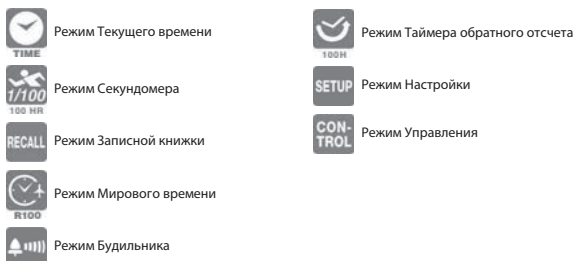 TIME
Режим Текущего времени
1/100
100 HR
Режим Секундомера
RECALL
Режим Записной книжки
R100
Режим Мирового времени
Режим Будильника
100H
Режим Таймера обратного отсчета
SETUP
Режим Настройки
CON-
TROL
Режим Управления